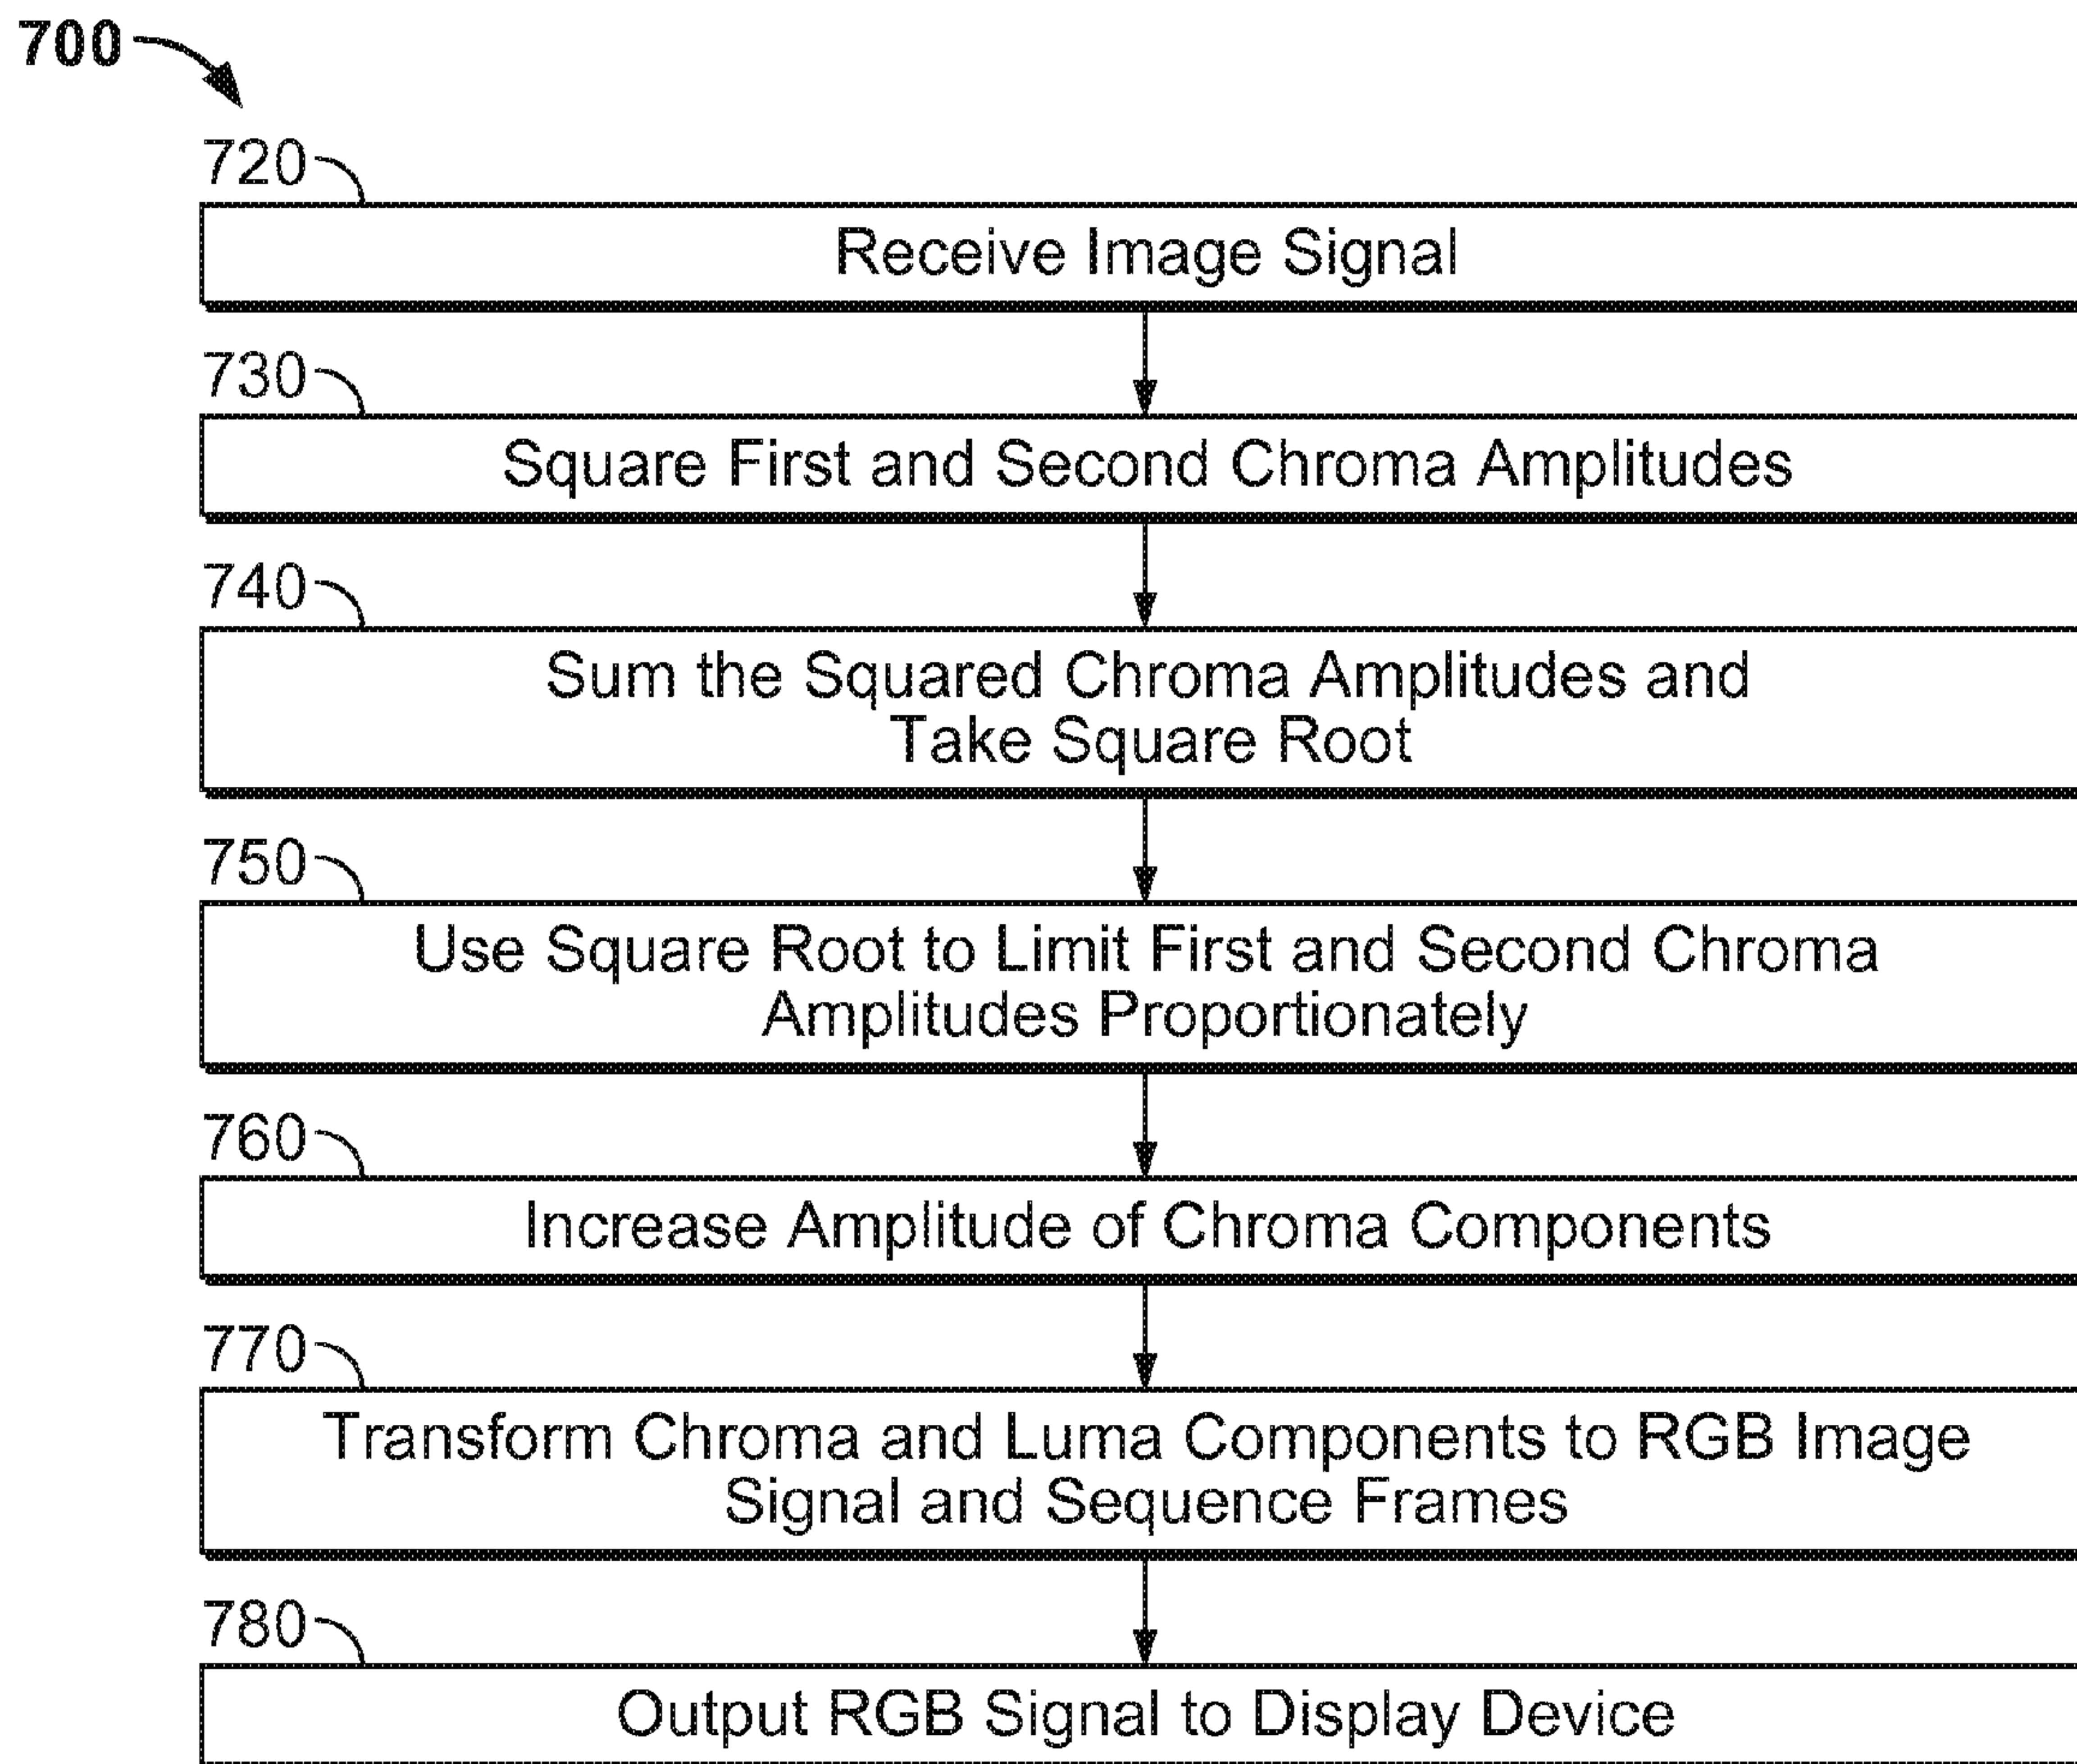 700
720
Receive Image Signal
730
Square First and Second Chroma Amplitudes
740
Sum the Squared Chroma Amplitudes and
Take Square Root
750
Use Square Root to Limit First and Second Chroma
Amplitudes Proportionately
760
Increase Amplitude of Chroma Components
770
Transform Chroma and Luma Components to RGB Image
Signal and Sequence Frames
780
Output RGB Signal to Display Device